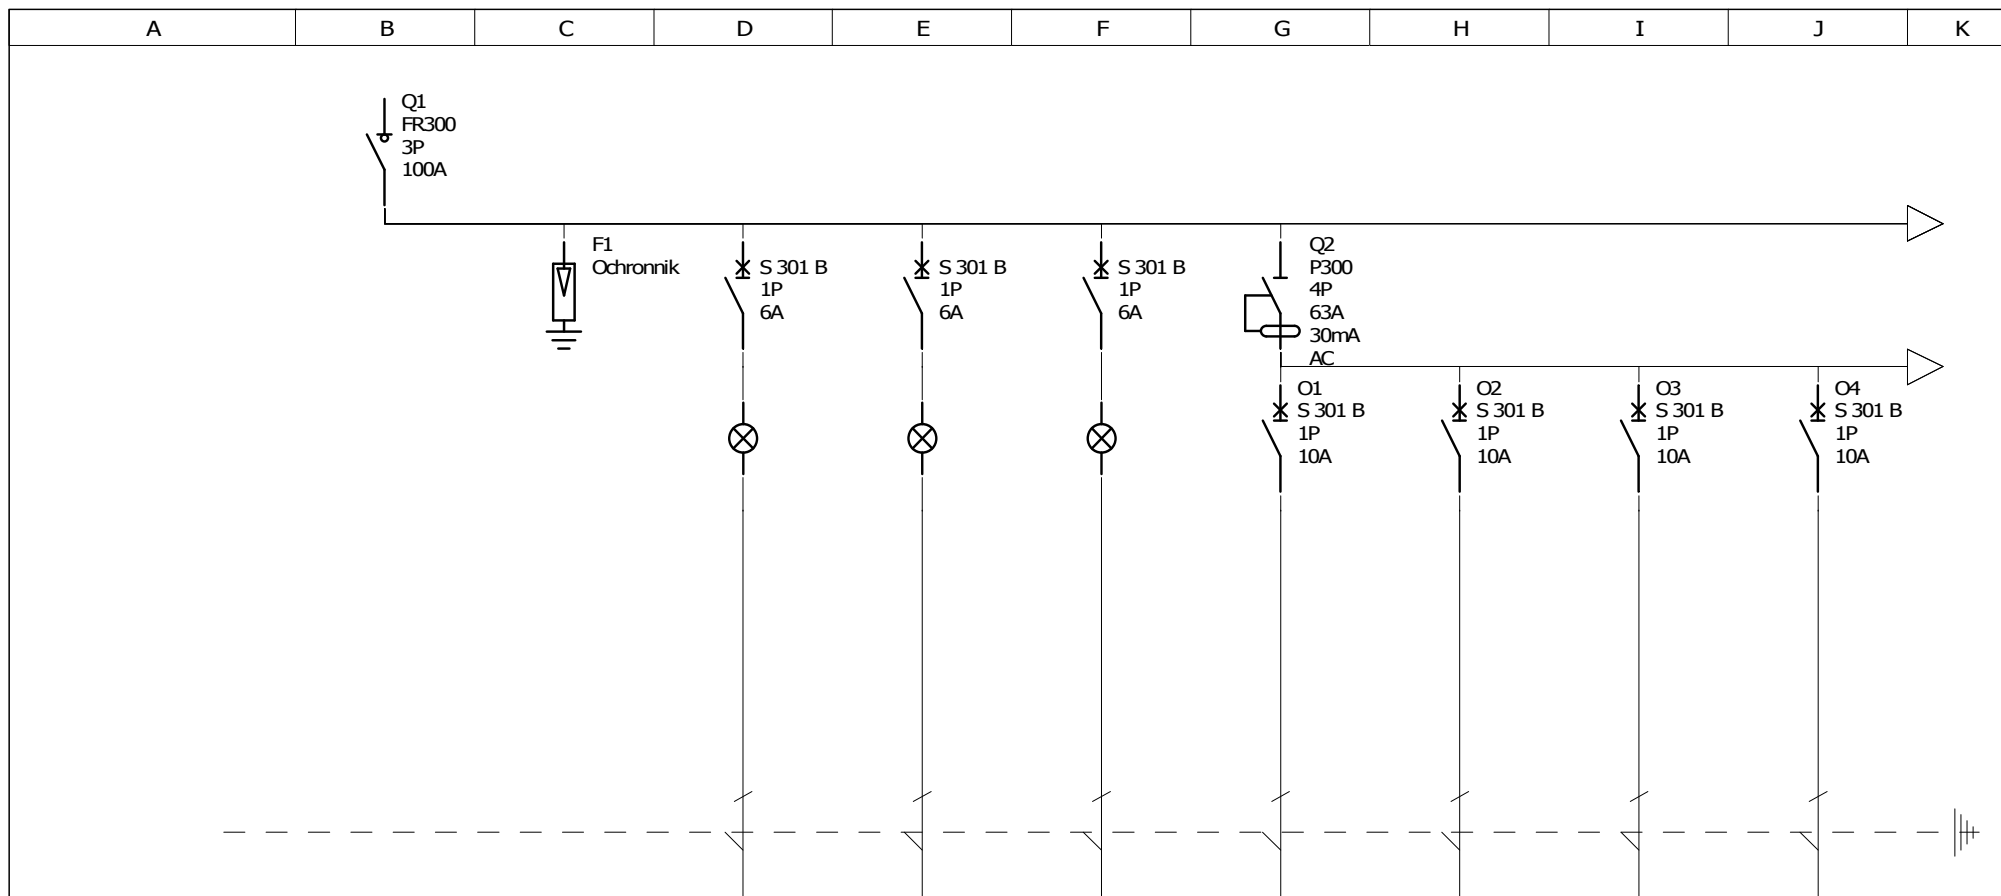 A B C D E F G H I J K
Q1
FR300
3P
100A
F1
Ochronnik
S 301 B
1P
6A
S 301 B
1P
6A
S 301 B
1P
6A
Q2
P300
4P
63A
30mA
AC
O1
S 301 B
1P
10A
O2
S 301 B
1P
10A
O3
S 301 B
1P
10A
O4
S 301 B
1P
10A